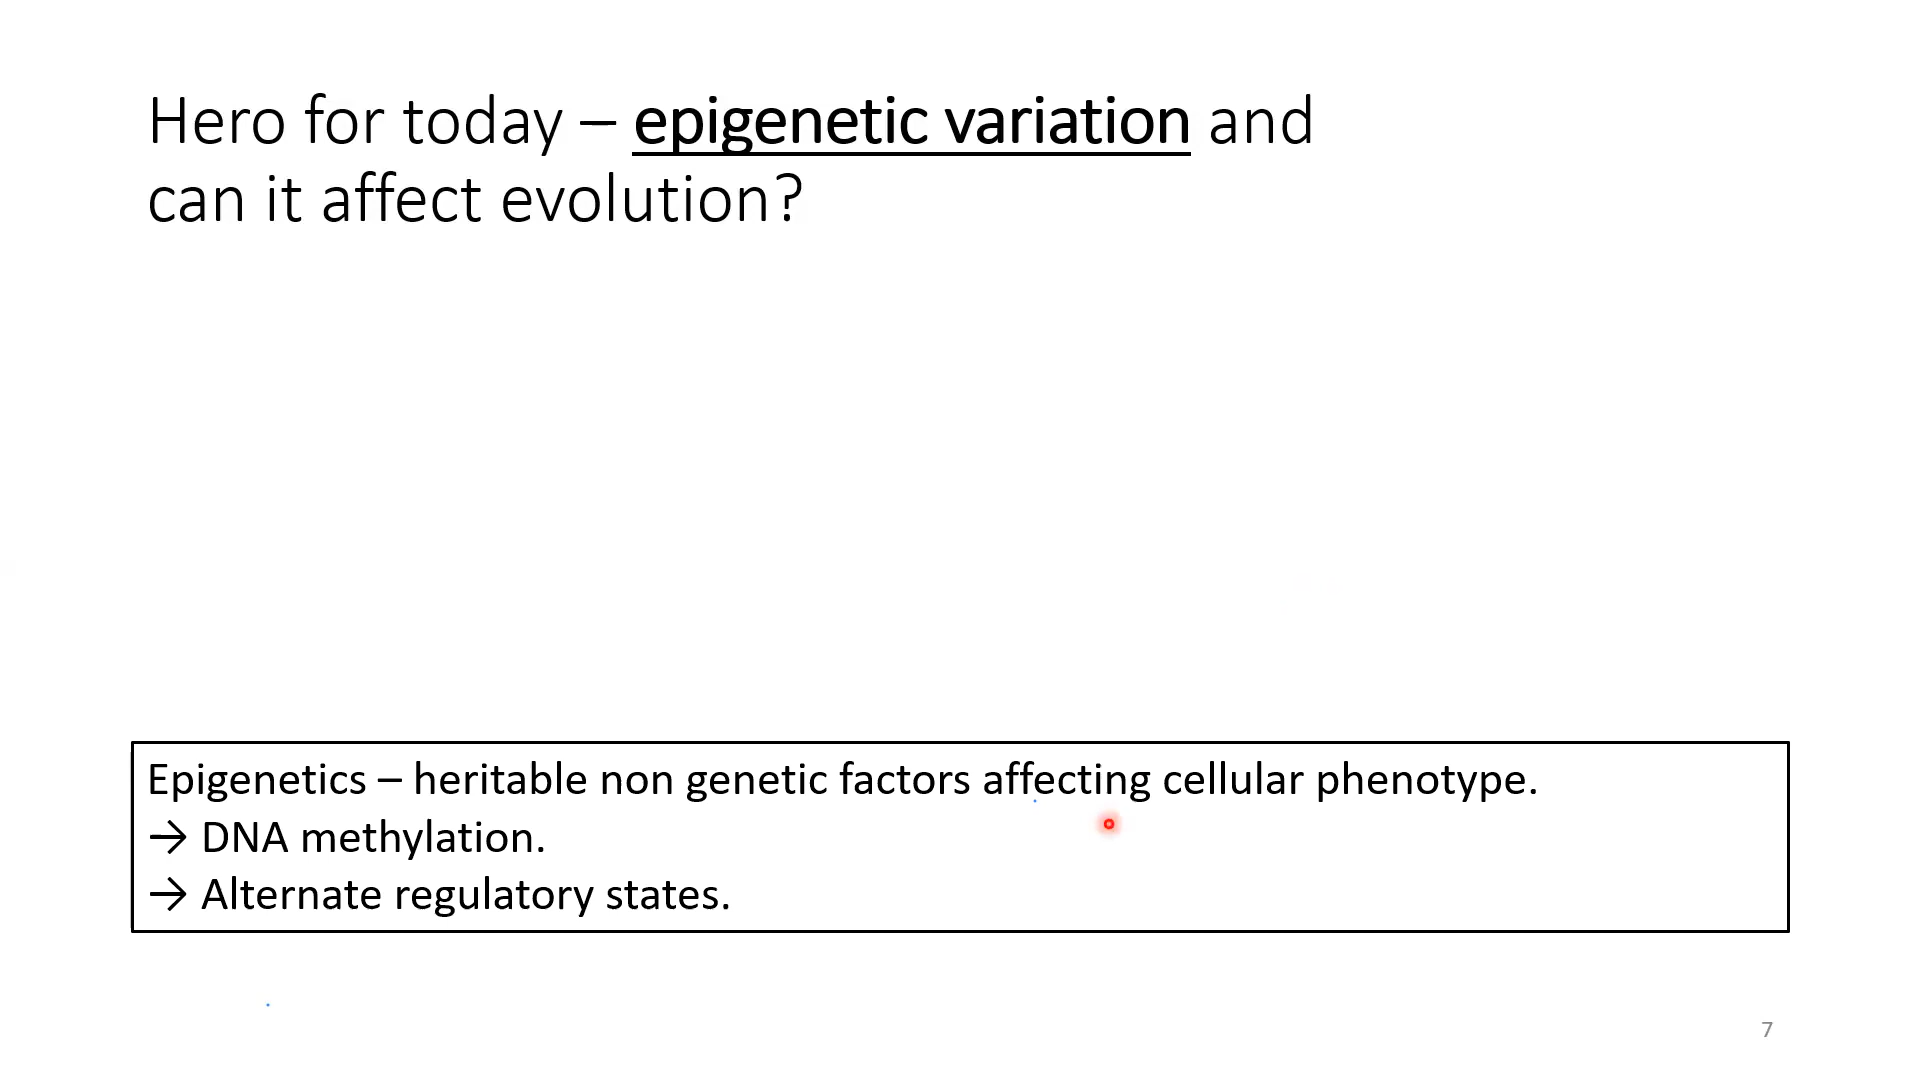 Hero for today – epigenetic variation and
can it affect evolution?
Epigenetics – heritable non genetic factors affecting cellular phenotype.
→ DNA methylation.
→ Alternate regulatory states.
7